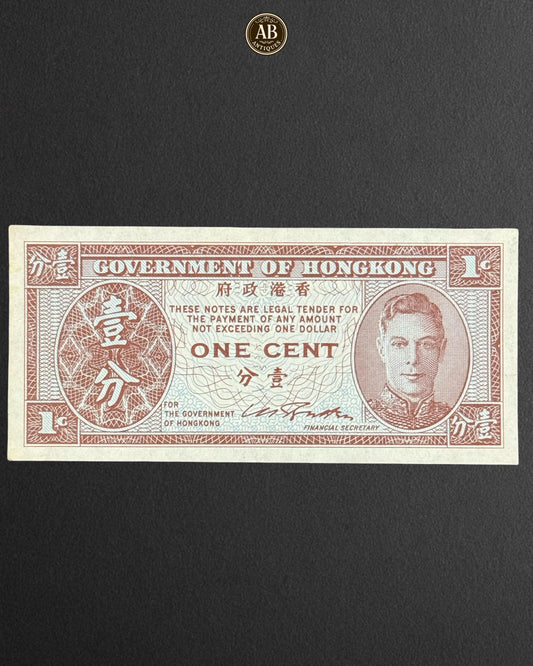 AB
ANTIQUES
分壹
GOVERNMENT OF HONGKONG
1c
府政港香
THESE NOTES ARE LEGAL TENDER FOR
THE PAYMENT OF ANY AMOUNT
NOT EXCEEDING ONE DOLLAR
壹分
ONE CENT
分壹
FOR
THE GOVERNMENT
OF HONGKONG
FINANCIAL SECRETARY
1c
分壹